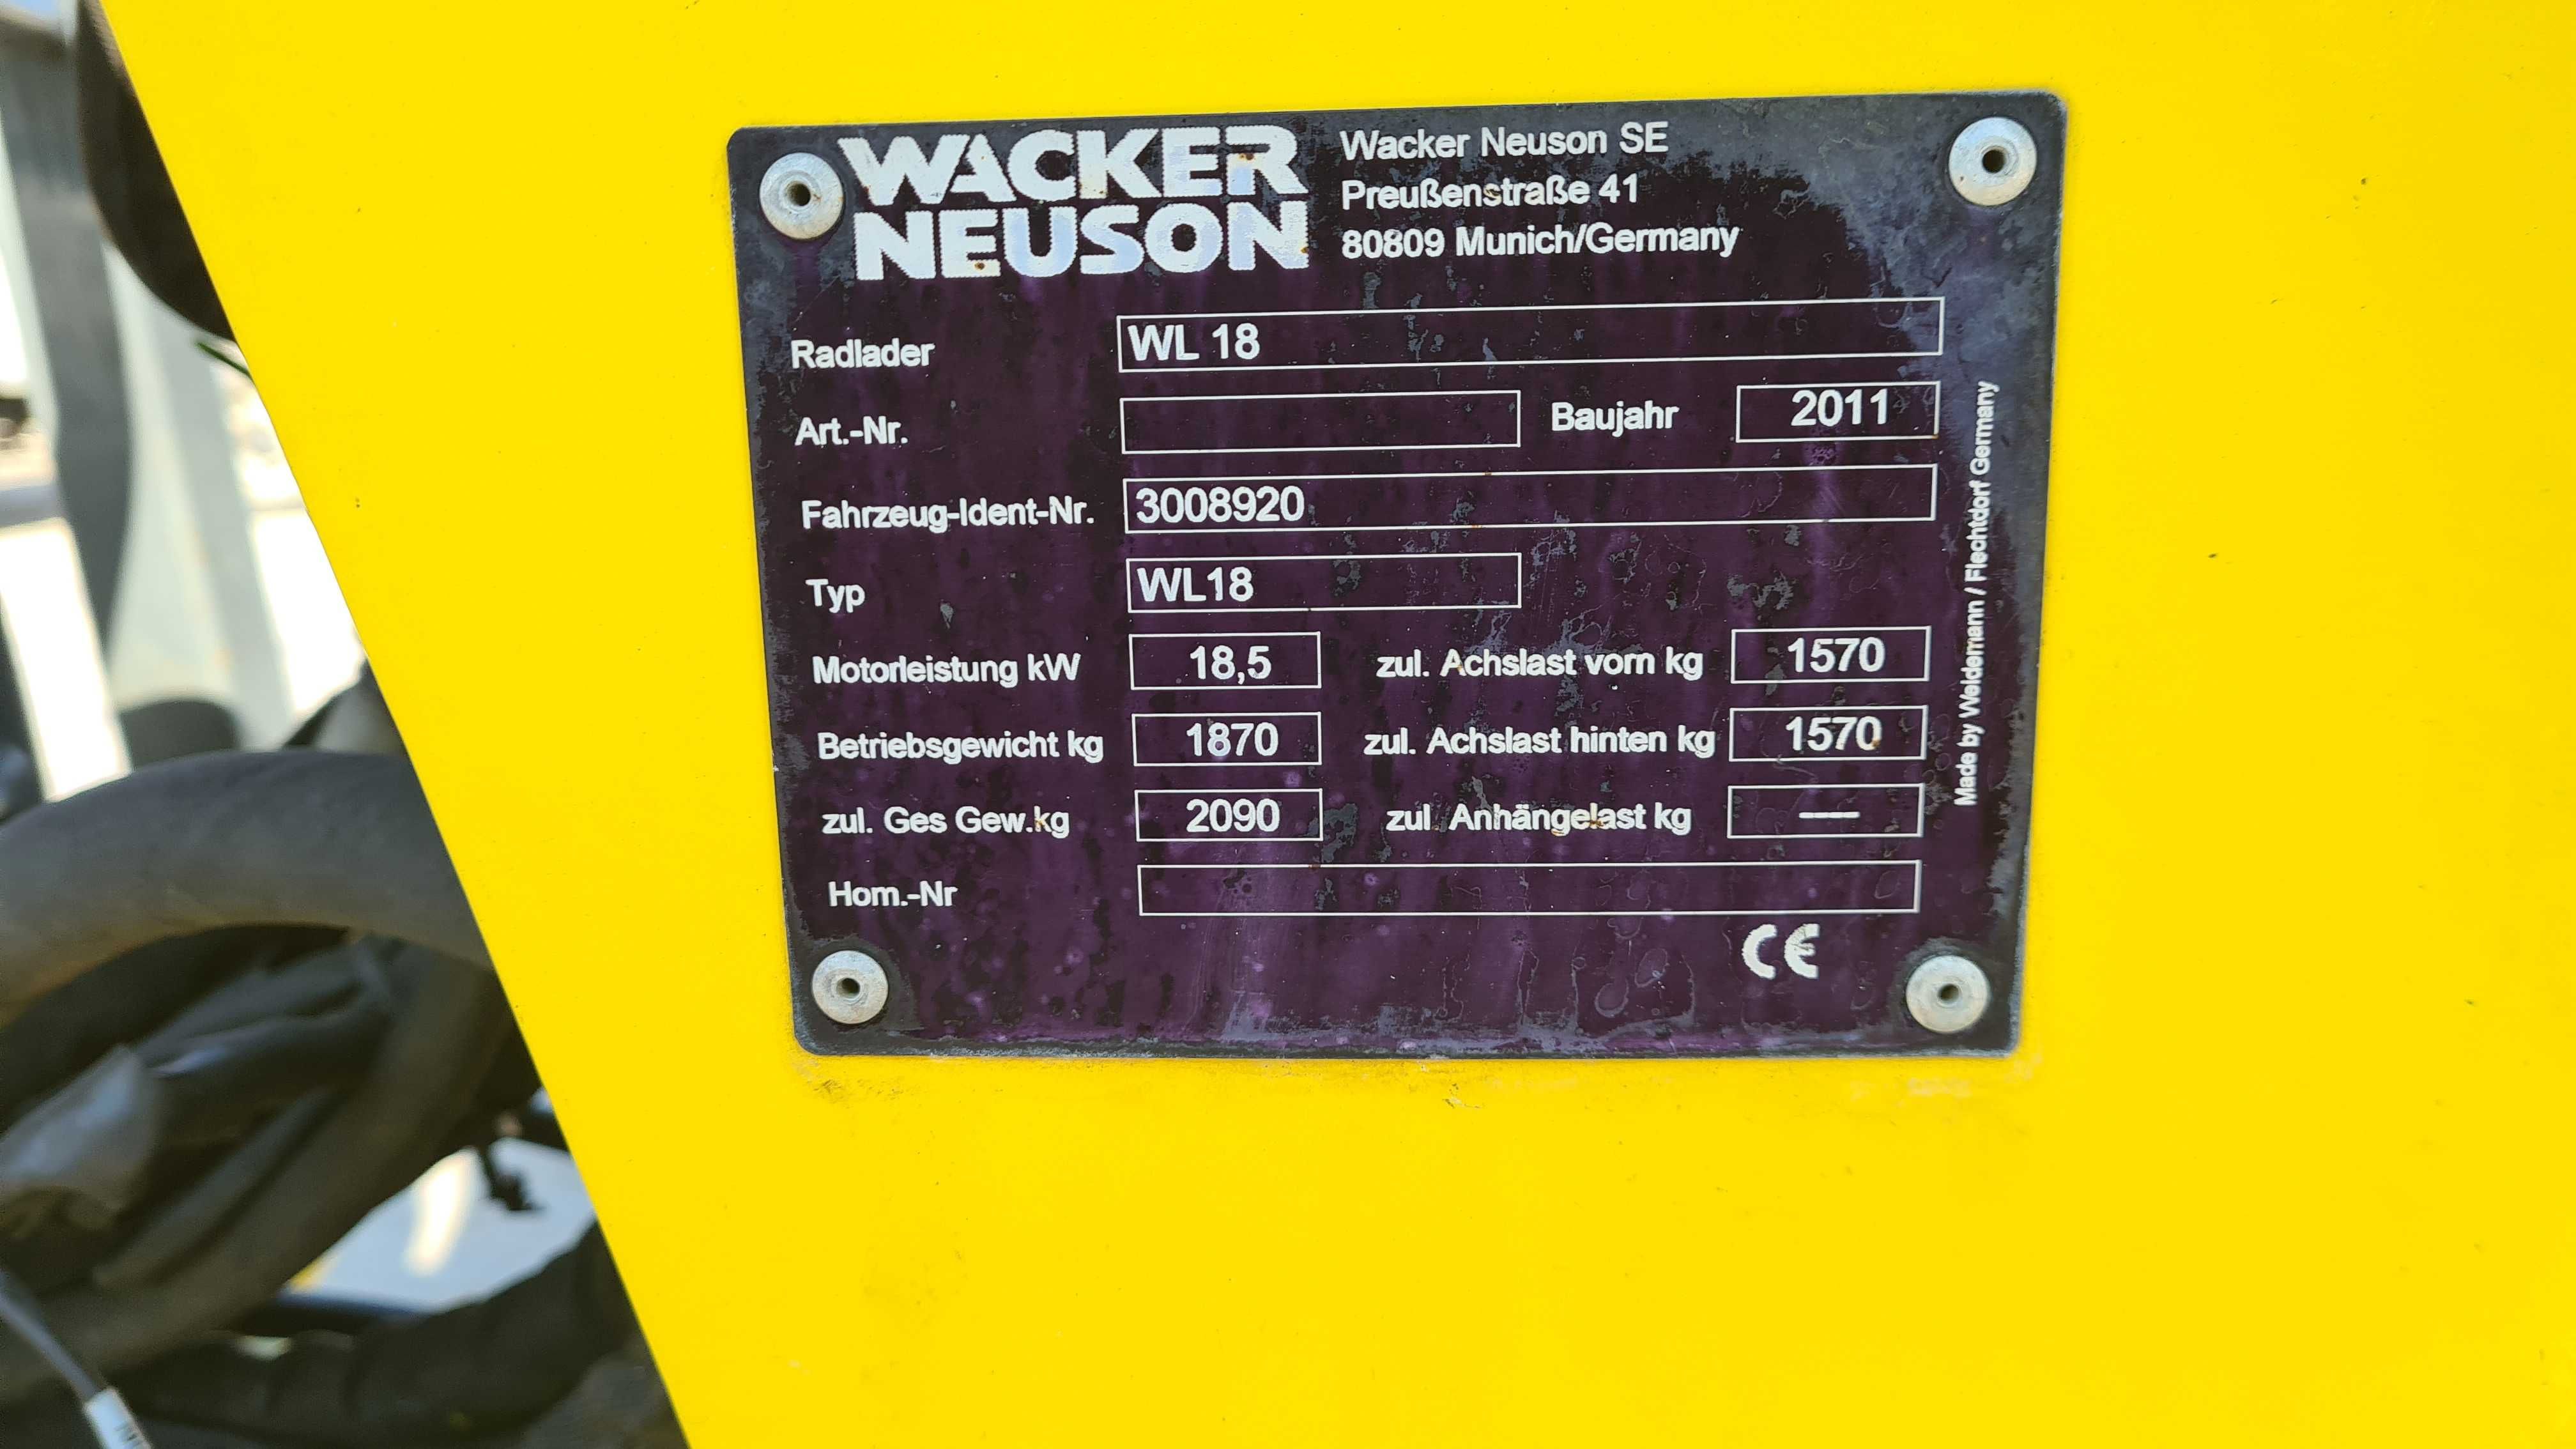 WACKER
NEUSON
Wacker Neuson SE
Preußenstraße 41
80809 Munich/Germany
Radlader WL 18
Art.-Nr. Baujahr 2011
Fahrzeug-Ident-Nr. 3008920
Typ WL18
Motorleistung kW 18,5 zul. Achslast vorn kg 1570
Betriebsgewicht kg 1870 zul. Achslast hinten kg 1570
zul. Ges Gew.kg 2090 zul. Anhängelast kg —
Hom.-Nr
CE
Made by Weidemann / Flechtdorf Germany